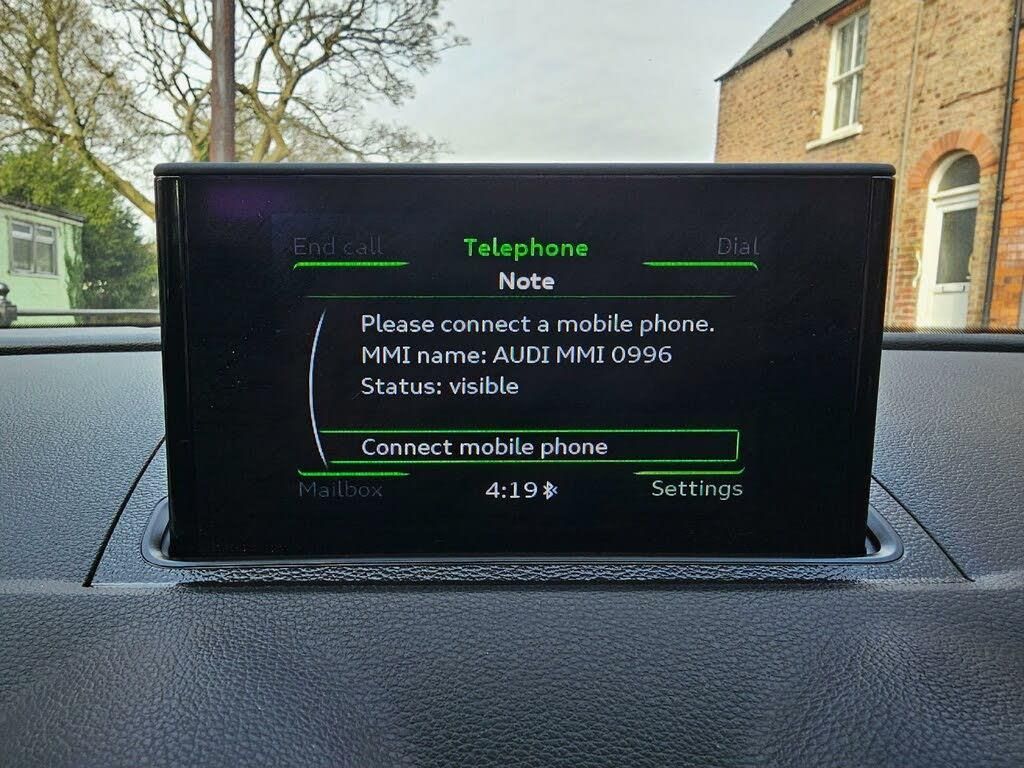 End call Telephone Dial
Note
Please connect a mobile phone.
MMI name: AUDI MMI 0996
Status: visible
Connect mobile phone
Mailbox 4:19 Settings